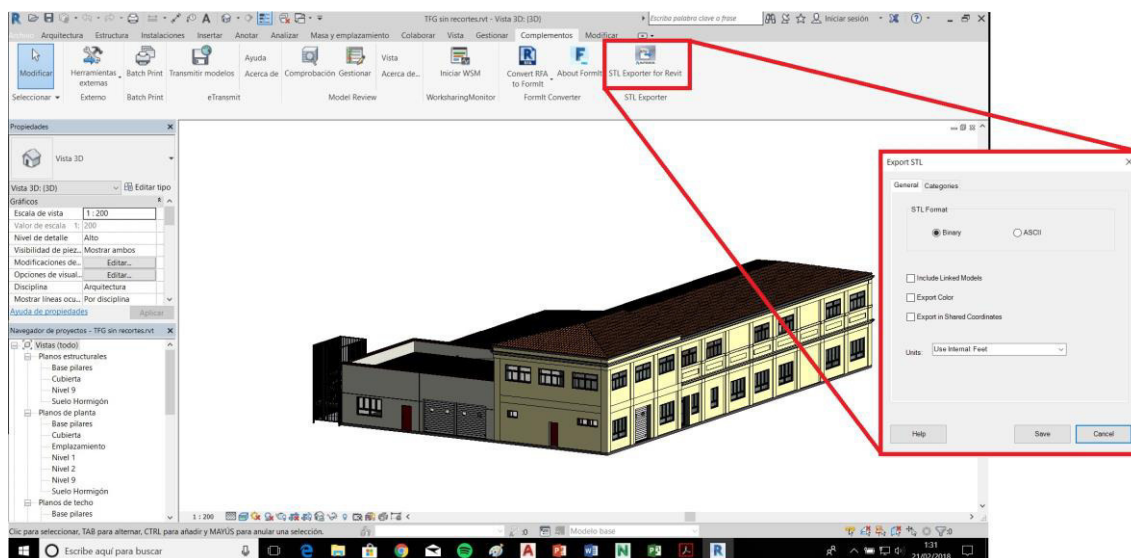 TFG sin recortes.rvt - Vista 3D: {3D}
Escriba palabra clave o frase
Iniciar sesión
Arquitectura Estructura Instalaciones Insertar Anotar Analizar Masa y emplazamiento Colaborar Vista Gestionar Complementos Modificar
Modificar
Herramientas externas
Batch Print
Transmitir modelos
Ayuda
Acerca de
Comprobación
Gestionar
Vista
Acerca de...
Iniciar WSM
Convert RFA to FormIt
About FormIt
STL Exporter for Revit
Seleccionar
Externo
Batch Print
eTransmit
Model Review
WorksharingMonitor
FormIt Converter
STL Exporter
Propiedades
Vista 3D
Vista 3D: {3D}
Editar tipo
Gráficos
Escala de vista 1 : 200
Valor de escala 1: 200
Nivel de detalle Alto
Visibilidad de piez... Mostrar ambos
Modificaciones de... Editar...
Opciones de visual... Editar...
Disciplina Arquitectura
Mostrar líneas ocu... Por disciplina
Ayuda de propiedades
Aplicar
Navegador de proyectos - TFG sin recortes.rvt
Vistas (todo)
Planos estructurales
Base pilares
Cubierta
Nivel 9
Suelo Hormigón
Planos de planta
Base pilares
Cubierta
Emplazamiento
Nivel 1
Nivel 2
Nivel 9
Suelo Hormigón
Planos de techo
Base pilares
1 : 200
Clic para seleccionar, TAB para alternar, CTRL para añadir y MAYÚS para anular una selección.
:0
Modelo base
:0
Export STL
General Categories
STL Format
Binary
ASCII
Include Linked Models
Export Color
Export in Shared Coordinates
Units
Use Internal Feet
Help
Save
Cancel
Escribe aquí para buscar
1:31
21/02/2018